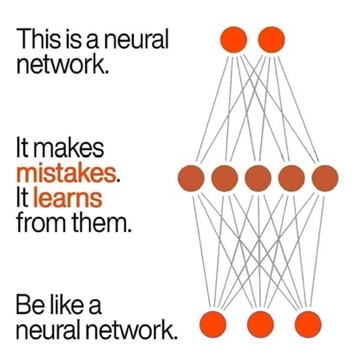 This is a neural
network.
It makes
mistakes.
It learns
from them.
Be like a
neural network.